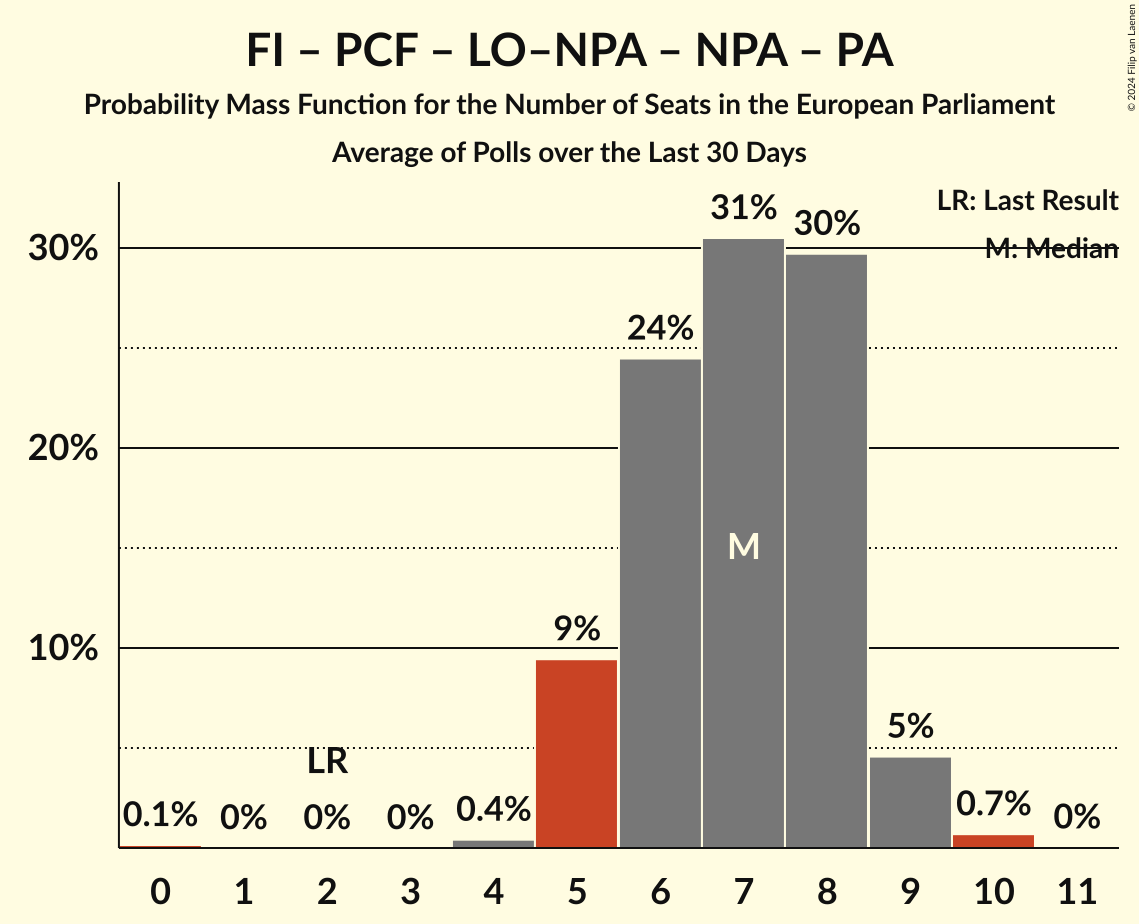 FI – PCF – LO–NPA – NPA – PA
Probability Mass Function for the Number of Seats in the European Parliament
Average of Polls over the Last 30 Days
© 2024 Filip van Laenen
LR: Last Result
M: Median
30%
20%
10%
0.1%
0%
LR
0%
0%
0.4%
9%
24%
31%
M
30%
5%
0.7%
0%
0 1 2 3 4 5 6 7 8 9 10 11